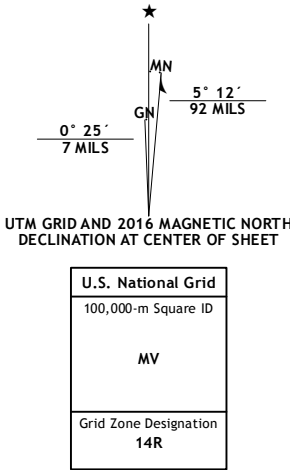 ★
MN
5° 12´
92 MILS
GN
0° 25´
7 MILS
UTM GRID AND 2016 MAGNETIC NORTH
DECLINATION AT CENTER OF SHEET
U.S. National Grid
100,000-m Square ID
MV
Grid Zone Designation
14R